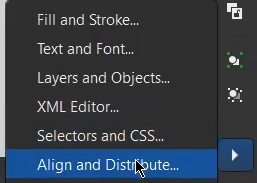 Fill and Stroke...
Text and Font...
Layers and Objects...
XML Editor...
Selectors and CSS...
Align and Distribute...